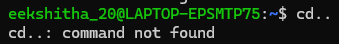 eekshitha_20@LAPTOP-EPSMTP75:~$ cd..
cd..: command not found